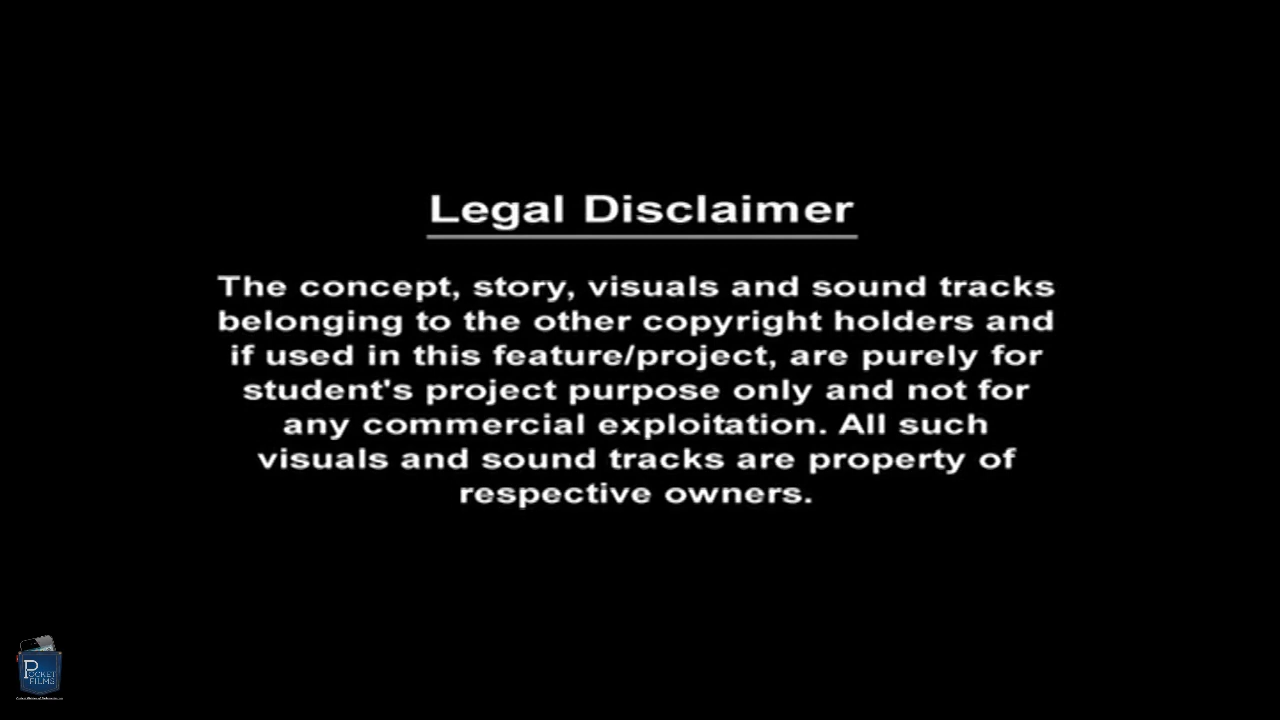 Legal Disclaimer
The concept, story, visuals and sound tracks
belonging to the other copyright holders and
if used in this feature/project, are purely for
student's project purpose only and not for
any commercial exploitation. All such
visuals and sound tracks are property of
respective owners.
POCKET
FILMS